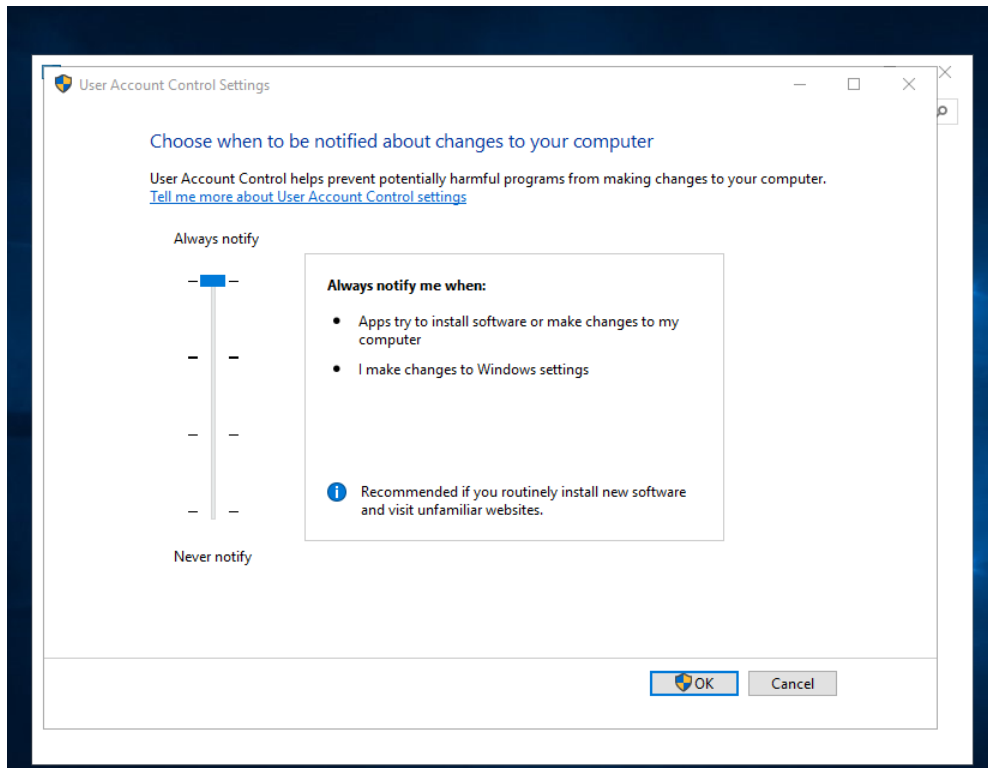 User Account Control Settings
Choose when to be notified about changes to your computer
User Account Control helps prevent potentially harmful programs from making changes to your computer.
Tell me more about User Account Control settings
Always notify
Always notify me when:
Apps try to install software or make changes to my
computer
I make changes to Windows settings
Recommended if you routinely install new software
and visit unfamiliar websites.
Never notify
OK
Cancel